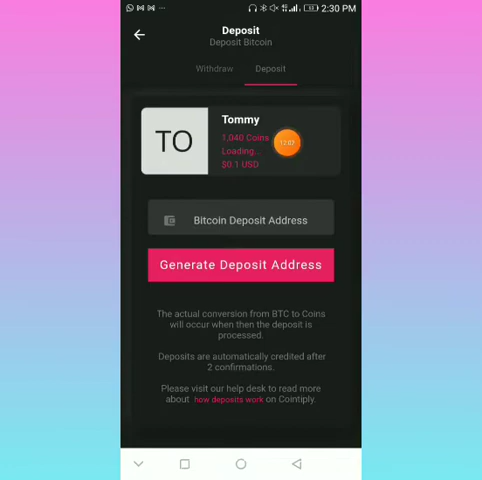 2:30 PM
Deposit
Deposit Bitcoin
Withdraw Deposit
TO
Tommy
1,040 Coins
Loading...
$0.1 USD
Bitcoin Deposit Address
Generate Deposit Address
The actual conversion from BTC to Coins
will occur when then the deposit is
processed.
Deposits are automatically credited after
2 confirmations.
Please visit our help desk to read more
about how deposits work on Cointiply.